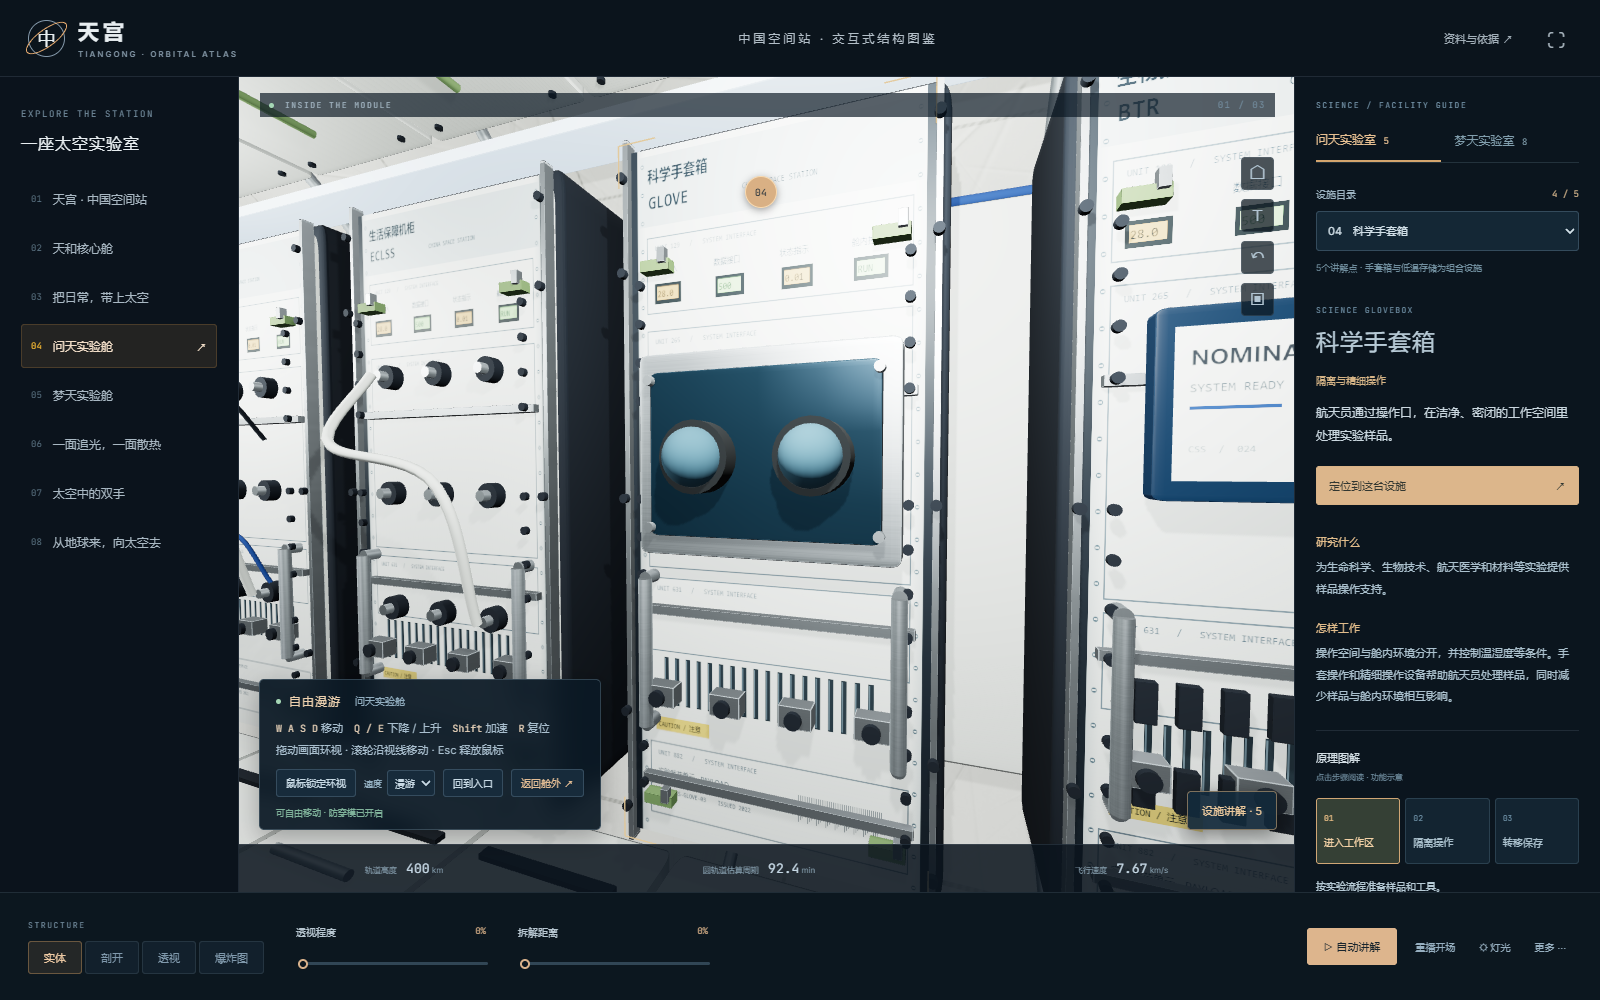 中
天宫
TIANGONG · ORBITAL ATLAS
中国空间站 · 交互式结构图鉴
资料与依据 ↗
EXPLORE THE STATION
一座太空实验室
01 天宫 · 中国空间站
02 天和核心舱
03 把日常，带上太空
04 问天实验舱 ↗
05 梦天实验舱
06 一面追光，一面散热
07 太空中的双手
08 从地球来，向太空去
INSIDE THE MODULE
01 / 03
生活保障机柜
ECLSS
科学手套箱
GLOVE
04
BTR
28.0
SYSTEM INTERFACE
NOMINA
SYSTEM READY
CSS / 024
UNIT 265 / SYSTEM INTERFACE
631 / SYSTEM INTERFAC
CAUTION / 注意
自由漫游 问天实验舱
W A S D 移动 Q / E 下降 / 上升 Shift 加速 R 复位
拖动画面环视 · 滚轮沿视线移动 · Esc 释放鼠标
鼠标锁定环视 速度 漫游 回到入口 返回舱外 ↗
可自由移动 · 防穿模已开启
设施讲解 · 5
轨道高度 400 km
圆轨道估算周期 92.4 min
飞行速度 7.67 km/s
SCIENCE / FACILITY GUIDE
问天实验室 5
梦天实验室 8
设施目录 4 / 5
04 科学手套箱
5个讲解点 · 手套箱与低温存储为组合设施
SCIENCE GLOVEBOX
科学手套箱
隔离与精细操作
航天员通过操作口，在洁净、密闭的工作空间里
处理实验样品。
定位到这台设施 ↗
研究什么
为生命科学、生物技术、航天医学和材料等实验提供
样品操作支持。
怎样工作
操作空间与舱内环境分开，并控制温湿度等条件。手
套操作和精细操作设备帮助航天员处理样品，同时减
少样品与舱内环境相互影响。
原理图解
点击步骤阅读 · 功能示意
01 进入工作区
02 隔离操作
03 转移保存
按实验流程准备样品和工具。
STRUCTURE
实体 剖开 透视 爆炸图
透视程度 0%
拆解距离 0%
▷ 自动讲解
重播开场
灯光
更多 ···